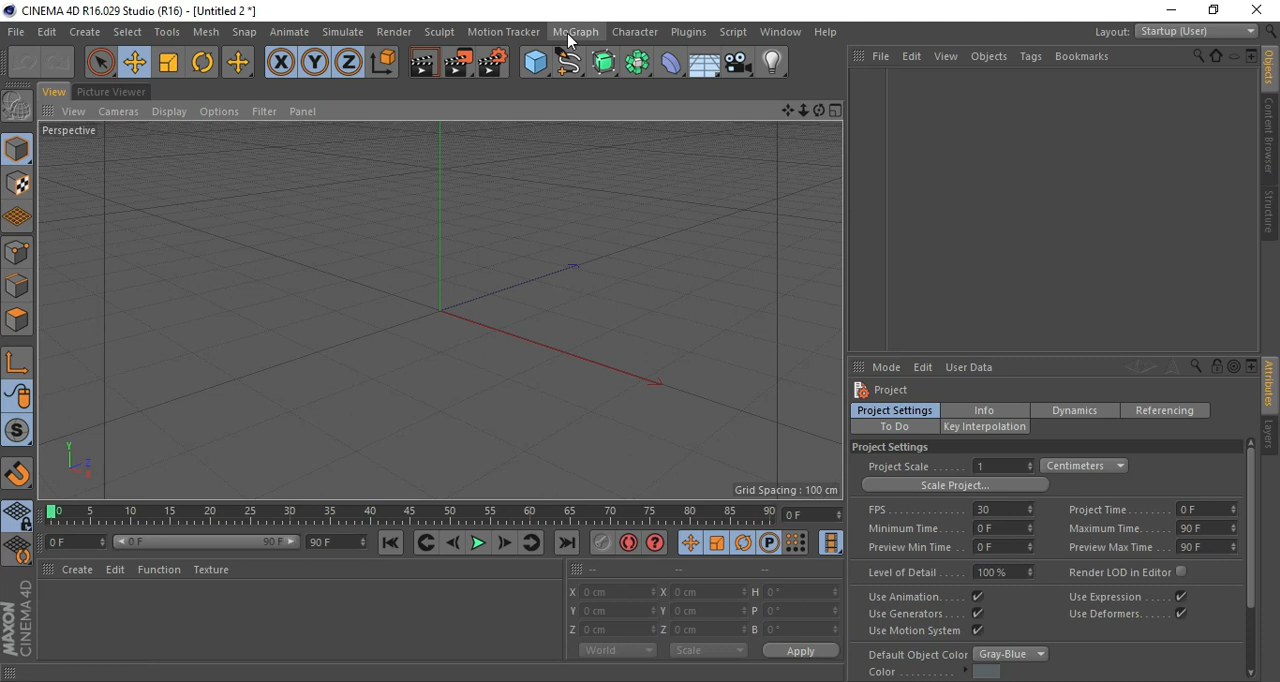 CINEMA 4D R16.029 Studio (R16) - [Untitled 2 *]
File Edit Create Select Tools Mesh Snap Animate Simulate Render Sculpt Motion Tracker MoGraph Character Plugins Script Window Help Layout: Startup (User)
X Y Z
File Edit View Objects Tags Bookmarks
View Picture Viewer
View Cameras Display Options Filter Panel
Perspective
Objects
Content Browser
Structure
Y
Z
X
Grid Spacing : 100 cm
0 5 10 15 20 25 30 35 40 45 50 55 60 65 70 75 80 85 90 0 F
0 F 0 F 90 F 90 F
P
S
Create Edit Function Texture
-- -- --
X 0 cm X 0 cm H 0 °
Y 0 cm Y 0 cm P 0 °
Z 0 cm Z 0 cm B 0 °
World Scale Apply
MAXON
CINEMA 4D
Mode Edit User Data
Project
Project Settings Info Dynamics Referencing
To Do Key Interpolation
Attributes
Layers
Project Settings
Project Scale ...... 1 Centimeters
Scale Project...
FPS ............. 30 Project Time ........ 0 F
Minimum Time.... 0 F Maximum Time...... 90 F
Preview Min Time .. 0 F Preview Max Time ... 90 F
Level of Detail ..... 100 % Render LOD in Editor
Use Animation..... Use Expression .....
Use Generators.... Use Deformers......
Use Motion System
Default Object Color Gray-Blue
Color ..........